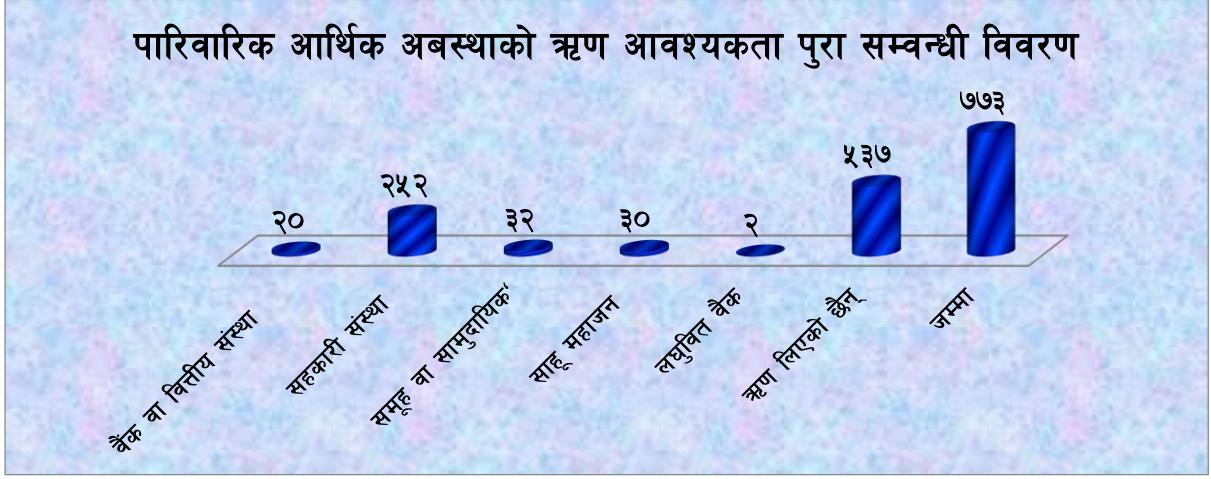 पारिवारिक आर्थिक अबस्थाको ऋण आवश्यकता पुरा सम्वन्धी विवरण
२०
२५२
३२
३०
२
५३७
७७३
बैंक वा वित्तीय संस्था
सहकारी संस्था
समूह वा सामुदायिक‘
साहू महाजन
लघुवित बैक
ऋण लिएको छैन्
जम्मा